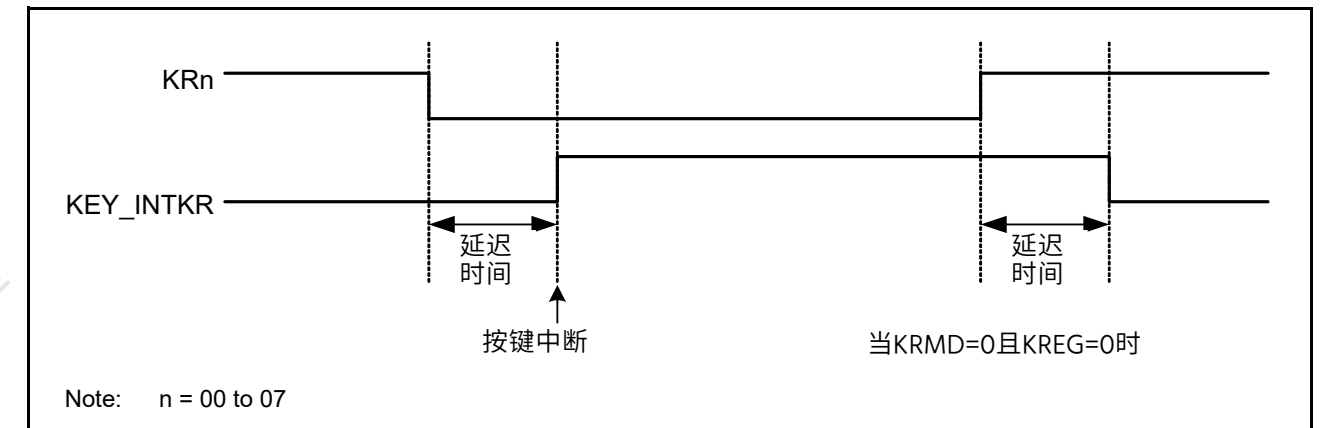 KRn
KEY_INTKR
延迟
时间
延迟
时间
按键中断
当KRMD=0且KREG=0时
Note: n = 00 to 07